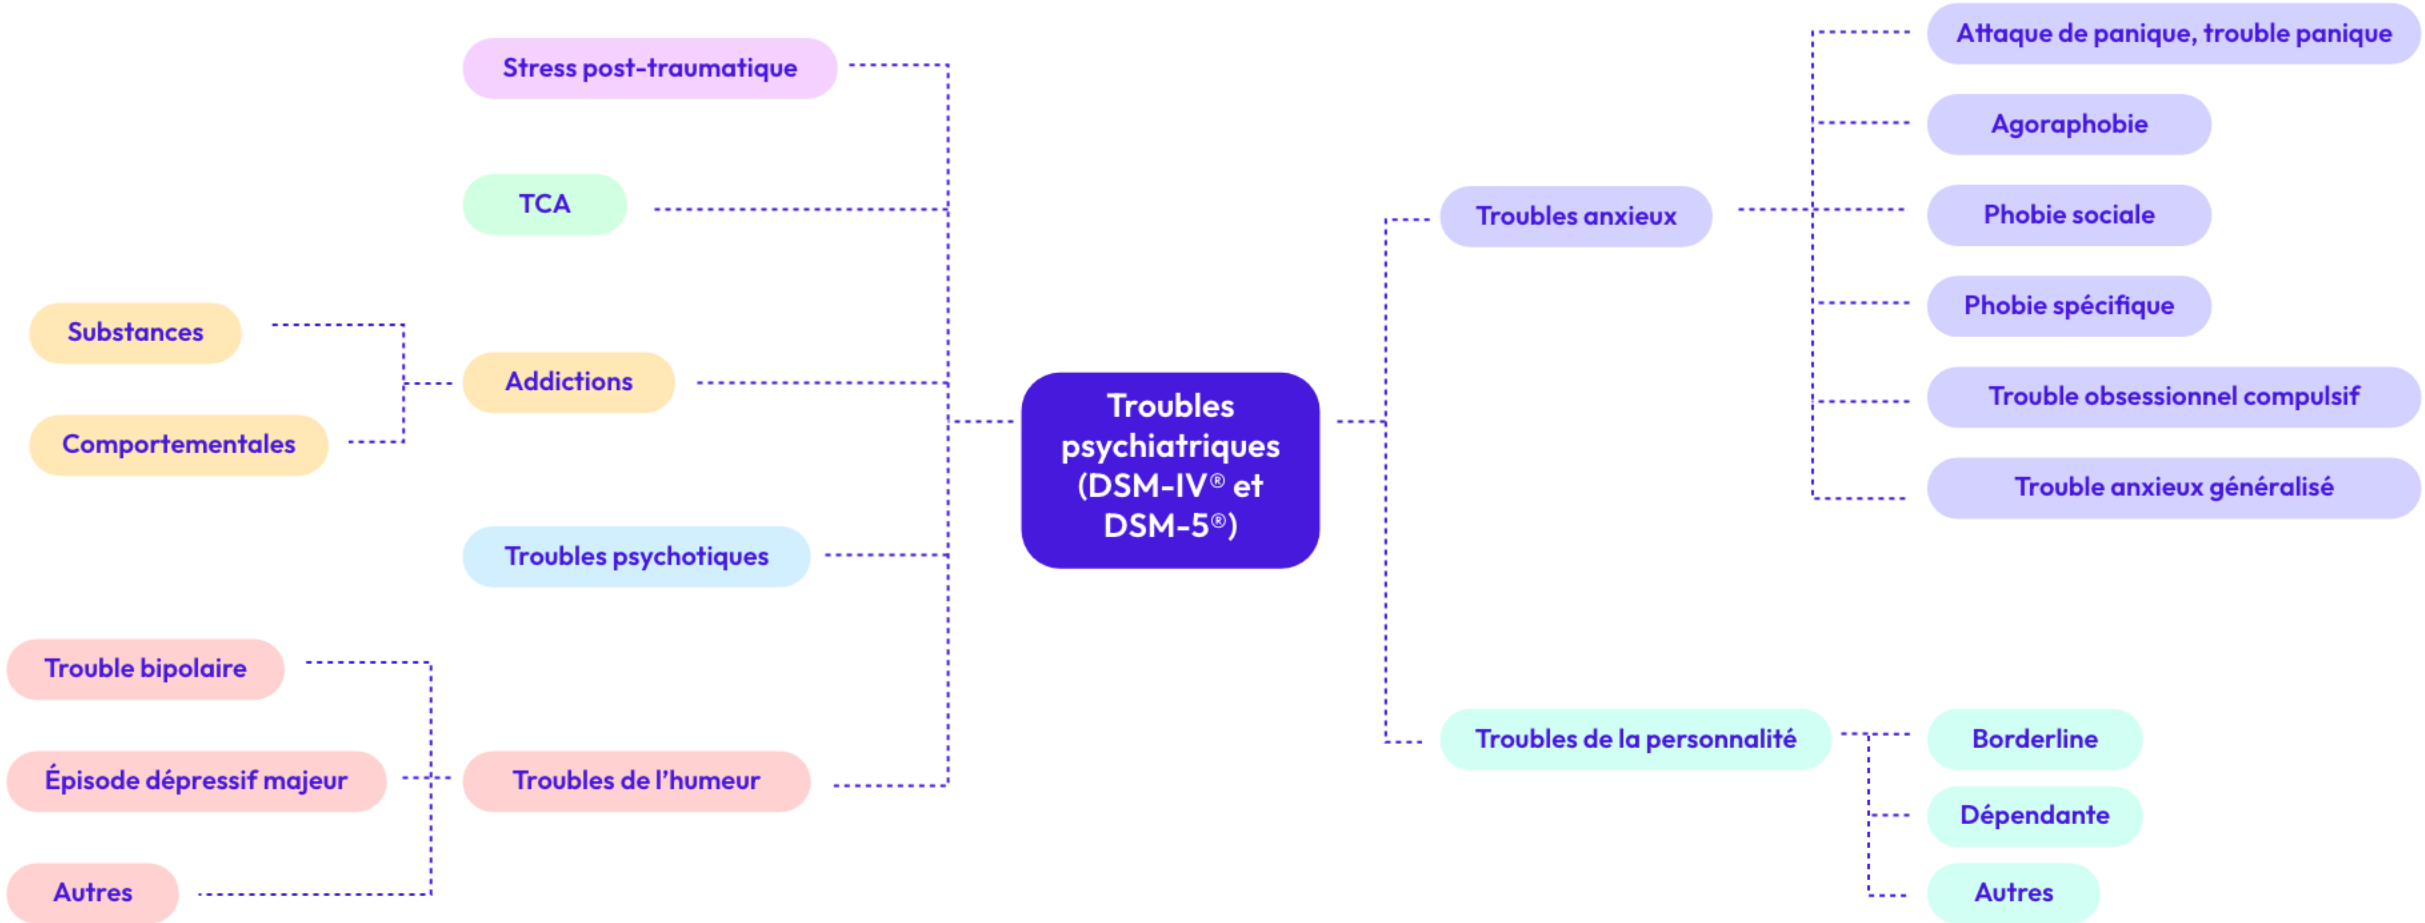 Stress post-traumatique
TCA
Addictions
Substances
Comportementales
Troubles psychotiques
Troubles de l’humeur
Trouble bipolaire
Épisode dépressif majeur
Autres
Troubles
psychiatriques
(DSM-IV® et
DSM-5®)
Troubles anxieux
Attaque de panique, trouble panique
Agoraphobie
Phobie sociale
Phobie spécifique
Trouble obsessionnel compulsif
Trouble anxieux généralisé
Troubles de la personnalité
Borderline
Dépendante
Autres